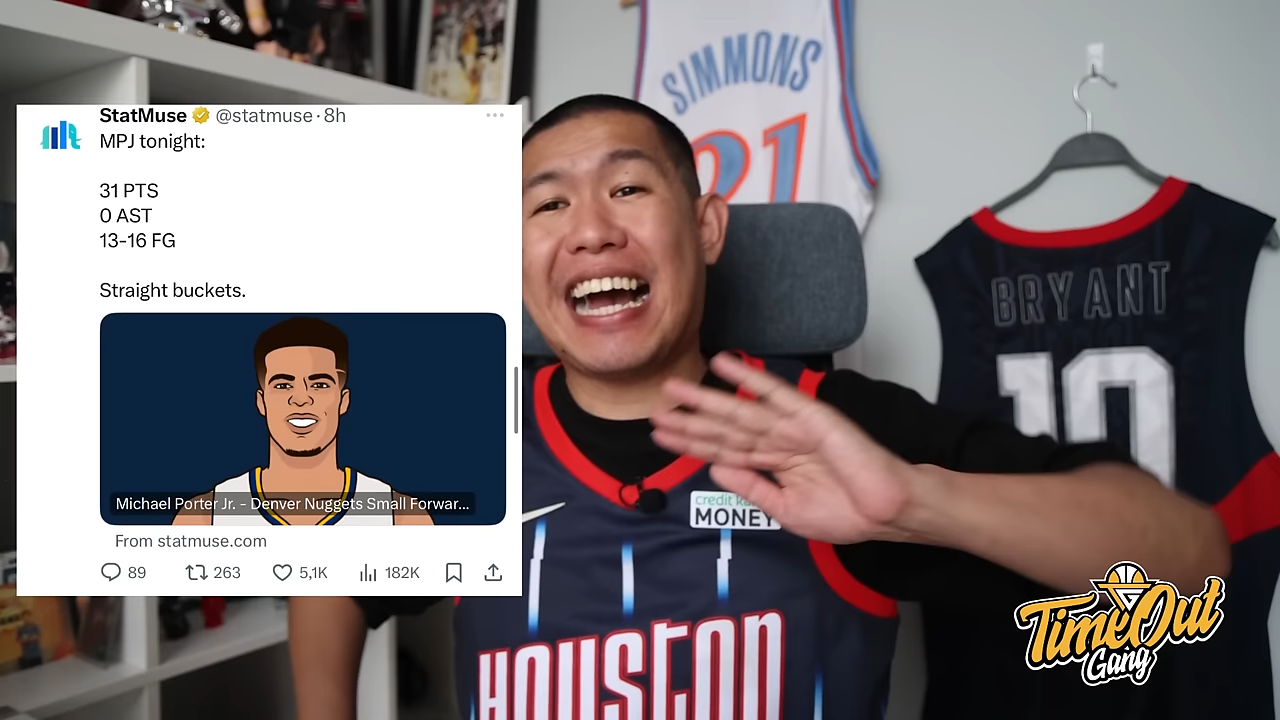 StatMuse @statmuse · 8h
MPJ tonight:
31 PTS
0 AST
13-16 FG
Straight buckets.
Michael Porter Jr. - Denver Nuggets Small Forwar...
From statmuse.com
89 263 5,1K 182K
SIMMONS
21
BRYANT
10
credit
MONEY
HOUSTON
TimeOut
Gang